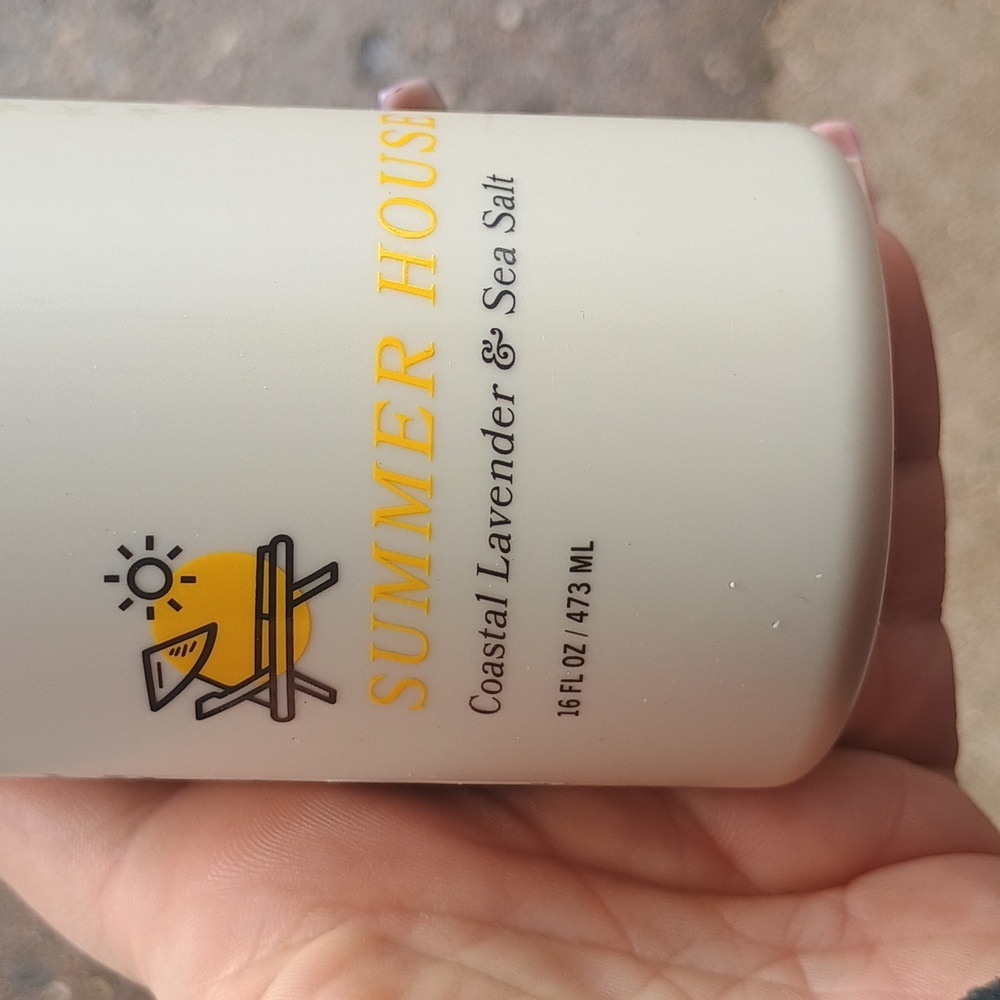 SUMMER HOUSE
Coastal Lavender & Sea Salt
16 FL OZ / 473 ML